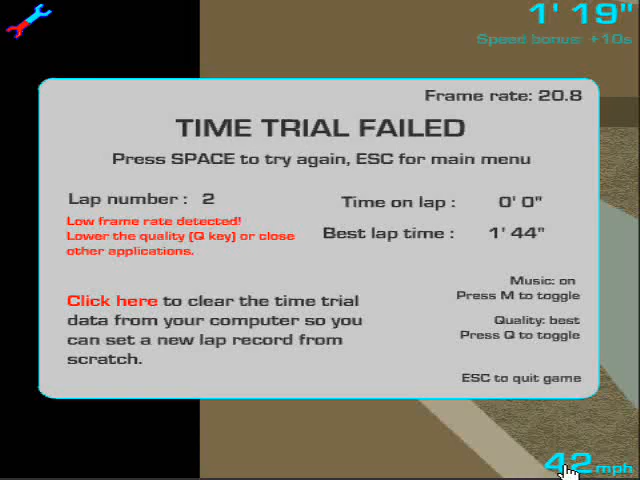 1' 19"
Speed bonus: +10s
Frame rate: 20.8
TIME TRIAL FAILED
Press SPACE to try again, ESC for main menu
Lap number : 2
Time on lap : 0' 0"
Low frame rate detected!
Lower the quality (Q key) or close
other applications.
Best lap time : 1' 44"
Click here to clear the time trial
data from your computer so you
can set a new lap record from
scratch.
Music: on
Press M to toggle
Quality: best
Press Q to toggle
ESC to quit game
42 mph